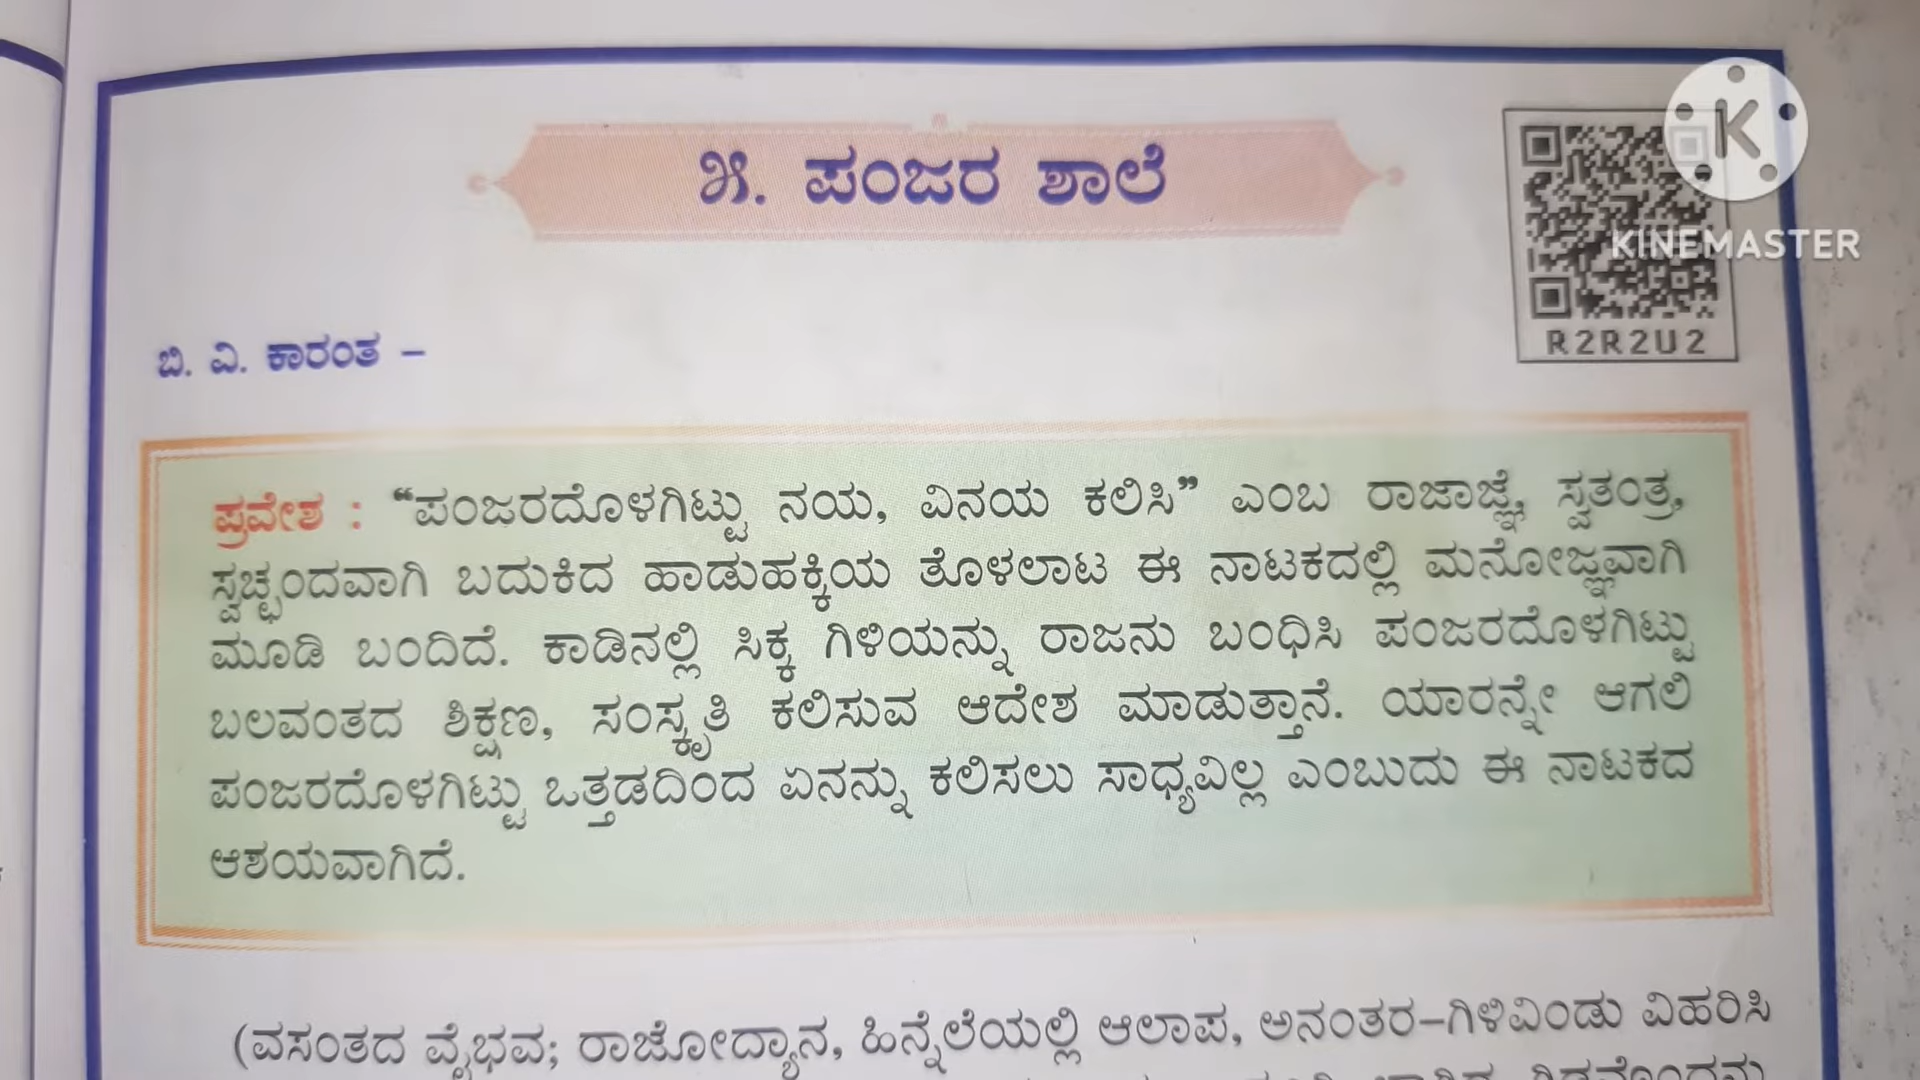 ೫. ಪಂಜರ ಶಾಲೆ
KINEMASTER
R2R2U2
ಬಿ. ವಿ. ಕಾರಂತ –
ಪ್ರವೇಶ : “ಪಂಜರದೊಳಗಿಟ್ಟು ನಯ, ವಿನಯ ಕಲಿಸಿ” ಎಂಬ ರಾಜಾಜ್ಞೆ, ಸ್ವತಂತ್ರ,
ಸ್ವಚ್ಛಂದವಾಗಿ ಬದುಕಿದ ಹಾಡುಹಕ್ಕಿಯ ತೊಳಲಾಟ ಈ ನಾಟಕದಲ್ಲಿ ಮನೋಜ್ಞವಾಗಿ
ಮೂಡಿ ಬಂದಿದೆ. ಕಾಡಿನಲ್ಲಿ ಸಿಕ್ಕ ಗಿಳಿಯನ್ನು ರಾಜನು ಬಂಧಿಸಿ ಪಂಜರದೊಳಗಿಟ್ಟು
ಬಲವಂತದ ಶಿಕ್ಷಣ, ಸಂಸ್ಕೃತಿ ಕಲಿಸುವ ಆದೇಶ ಮಾಡುತ್ತಾನೆ. ಯಾರನ್ನೇ ಆಗಲಿ
ಪಂಜರದೊಳಗಿಟ್ಟು ಒತ್ತಡದಿಂದ ಏನನ್ನು ಕಲಿಸಲು ಸಾಧ್ಯವಿಲ್ಲ ಎಂಬುದು ಈ ನಾಟಕದ
ಆಶಯವಾಗಿದೆ.
(ವಸಂತದ ವೈಭವ; ರಾಜೋದ್ಯಾನ, ಹಿನ್ನೆಲೆಯಲ್ಲಿ ಆಲಾಪ, ಅನಂತರ–ಗಿಳಿವಿಂಡು ವಿಹರಿಸಿ